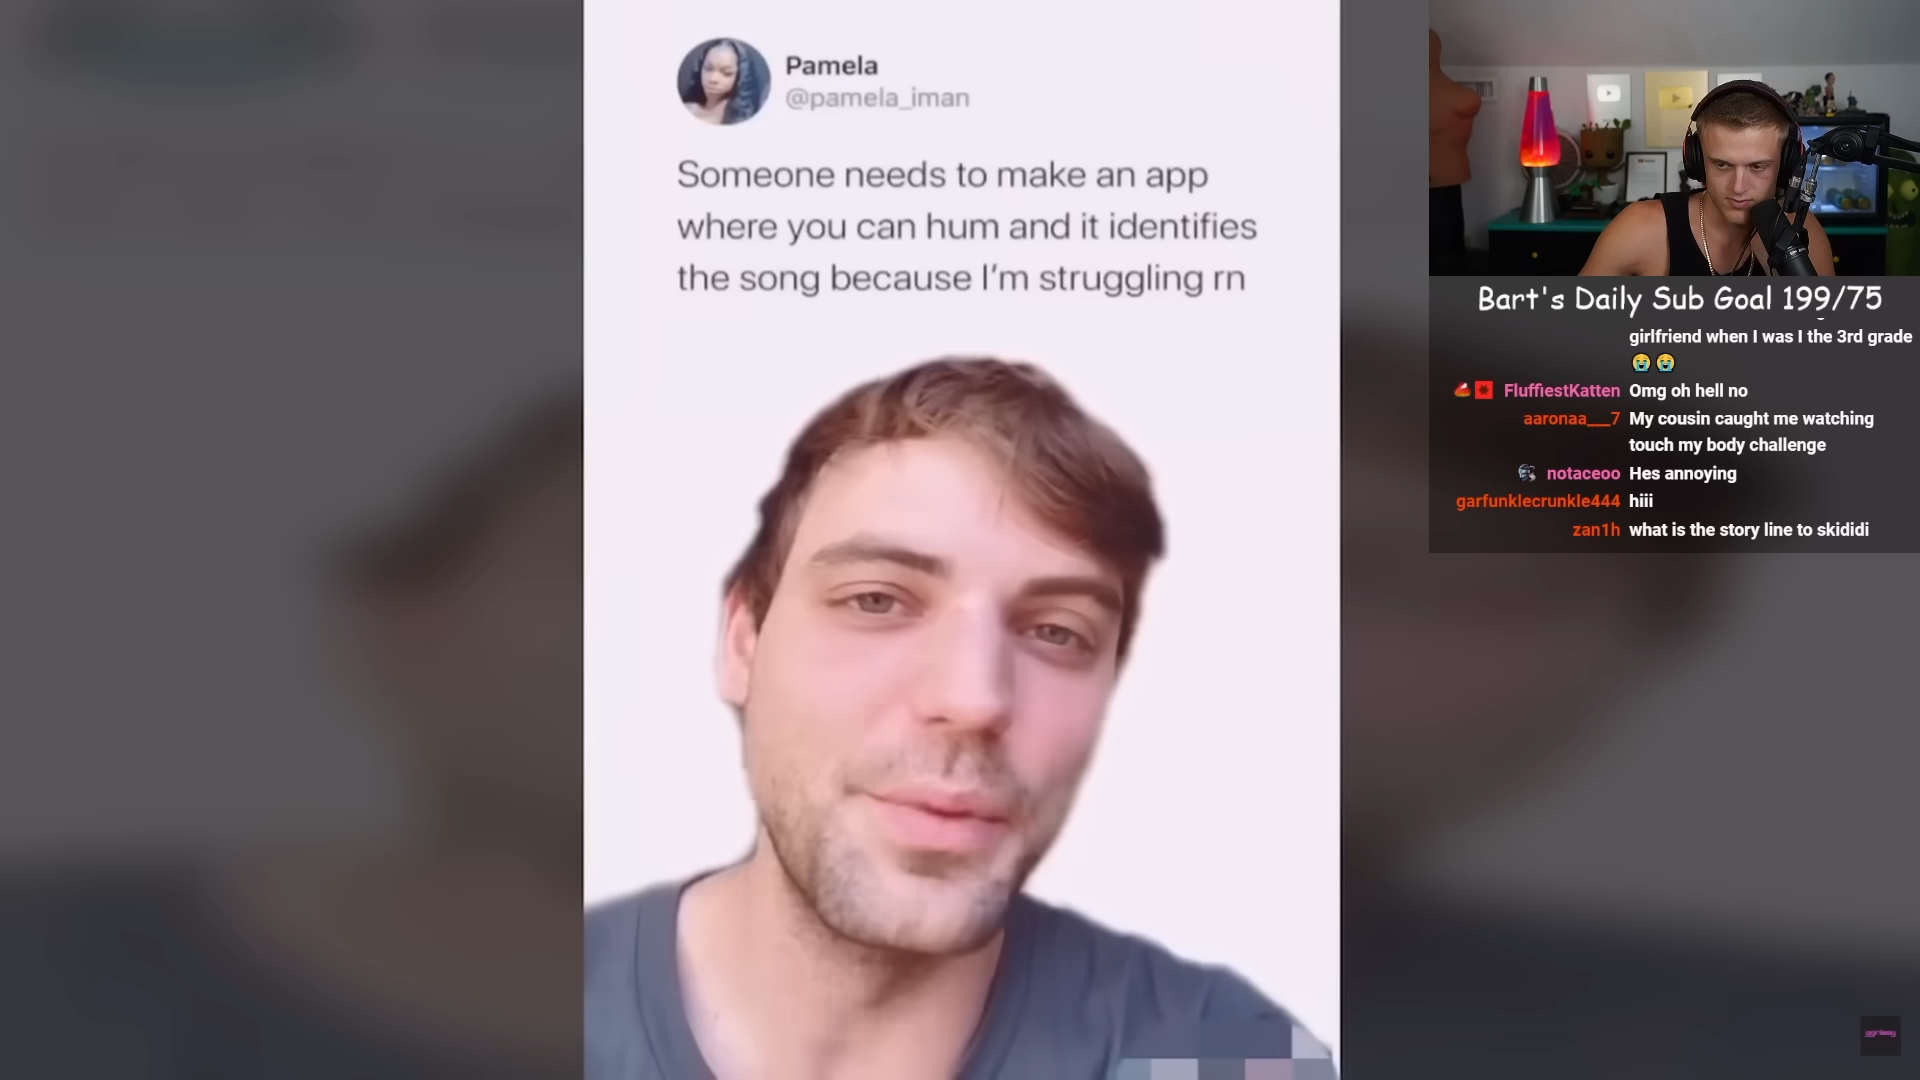 Pamela
@pamela_iman
Someone needs to make an app
where you can hum and it identifies
the song because I'm struggling rn
Bart's Daily Sub Goal 199/75
girlfriend when I was I the 3rd grade
😭 😭
FluffiestKatten Omg oh hell no
aaronaa___7 My cousin caught me watching
touch my body challenge
notaceoo Hes annoying
garfunklecrunkle444 hiii
zan1h what is the story line to skididi